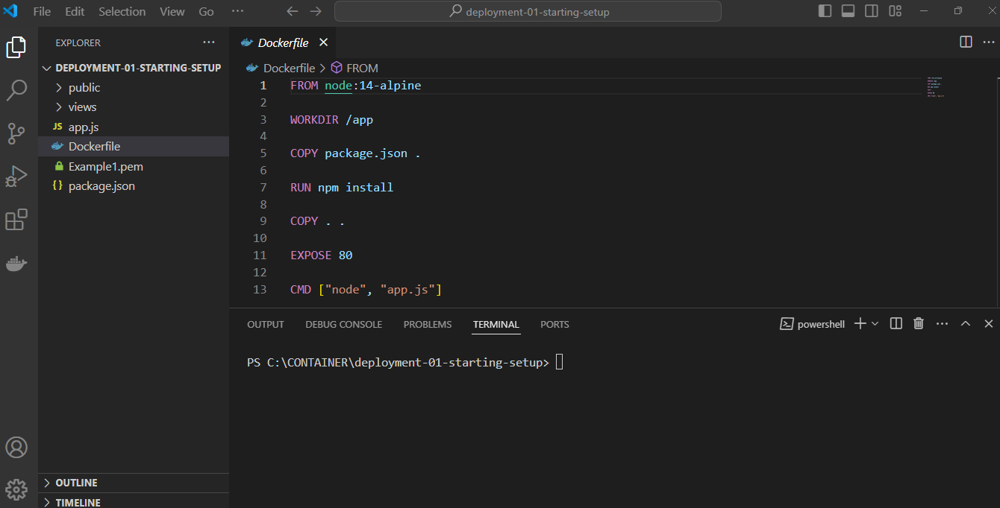 File Edit Selection View Go ···
deployment-01-starting-setup
EXPLORER ···
DEPLOYMENT-01-STARTING-SETUP
public
views
JS app.js
Dockerfile
Example1.pem
{} package.json
OUTLINE
TIMELINE
Dockerfile
Dockerfile > FROM
1 FROM node:14-alpine
2
3 WORKDIR /app
4
5 COPY package.json .
6
7 RUN npm install
8
9 COPY . .
10
11 EXPOSE 80
12
13 CMD ["node", "app.js"]
OUTPUT DEBUG CONSOLE PROBLEMS TERMINAL PORTS powershell
PS C:\CONTAINER\deployment-01-starting-setup>